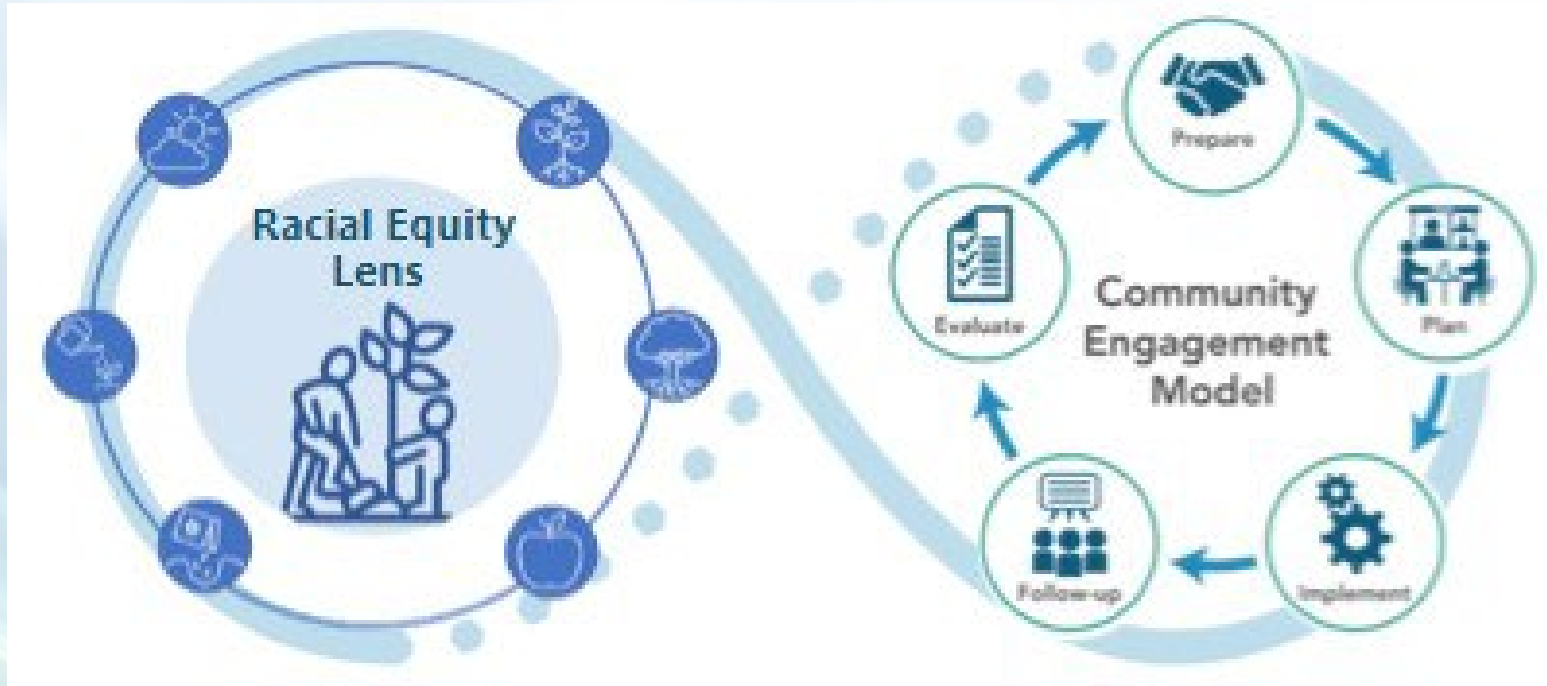 Racial Equity
Lens
Prepare
Plan
Implement
Follow-up
Evaluate
Community
Engagement
Model